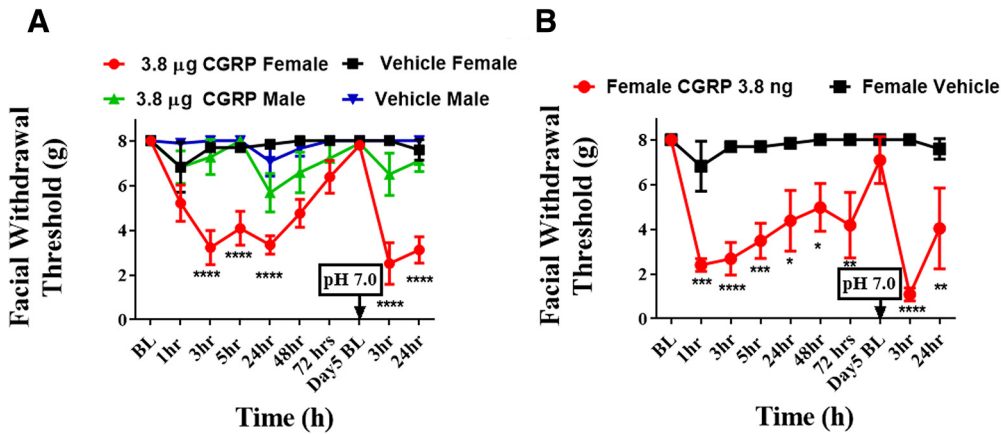 A
3.8 μg CGRP Female
Vehicle Female
3.8 μg CGRP Male
Vehicle Male
Facial Withdrawal
Threshold (g)
8
6
4
2
0
****
****
****
pH 7.0
****
****
BL
1hr
3hr
5hr
24hr
48hr
72 hrs
Day5 BL
3hr
24hr
Time (h)
B
Female CGRP 3.8 ng
Female Vehicle
Facial Withdrawal
Threshold (g)
8
6
4
2
0
***
****
***
*
*
**
pH 7.0
****
**
BL
1hr
3hr
5hr
24hr
48hr
72 hrs
Day5 BL
3hr
24hr
Time (h)